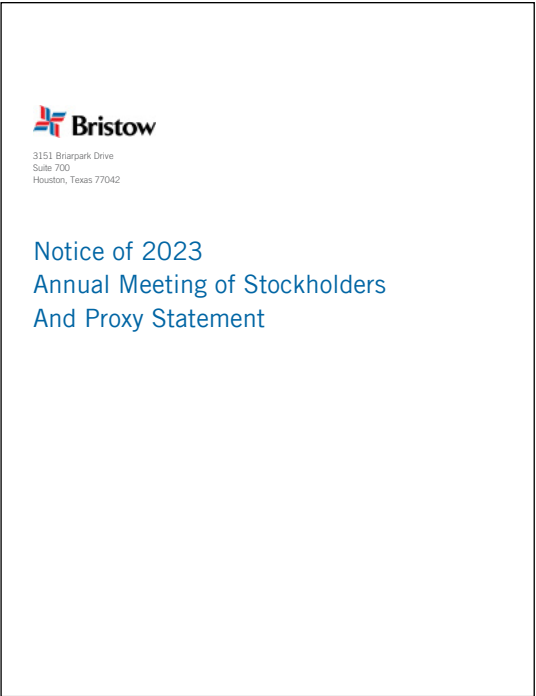 Bristow
3151 Briarpark Drive
Suite 700
Houston, Texas 77042
Notice of 2023
Annual Meeting of Stockholders
And Proxy Statement